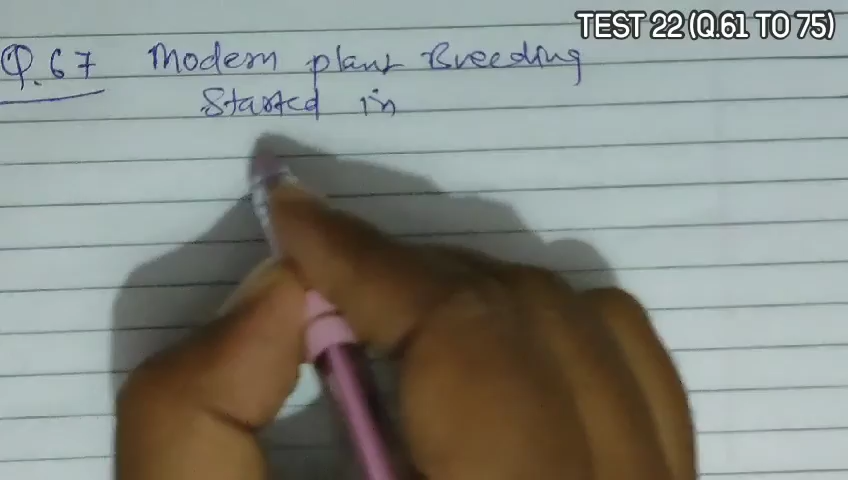 TEST 22 (Q.61 TO 75)
Q.67 Modern plant Breeding
Started in